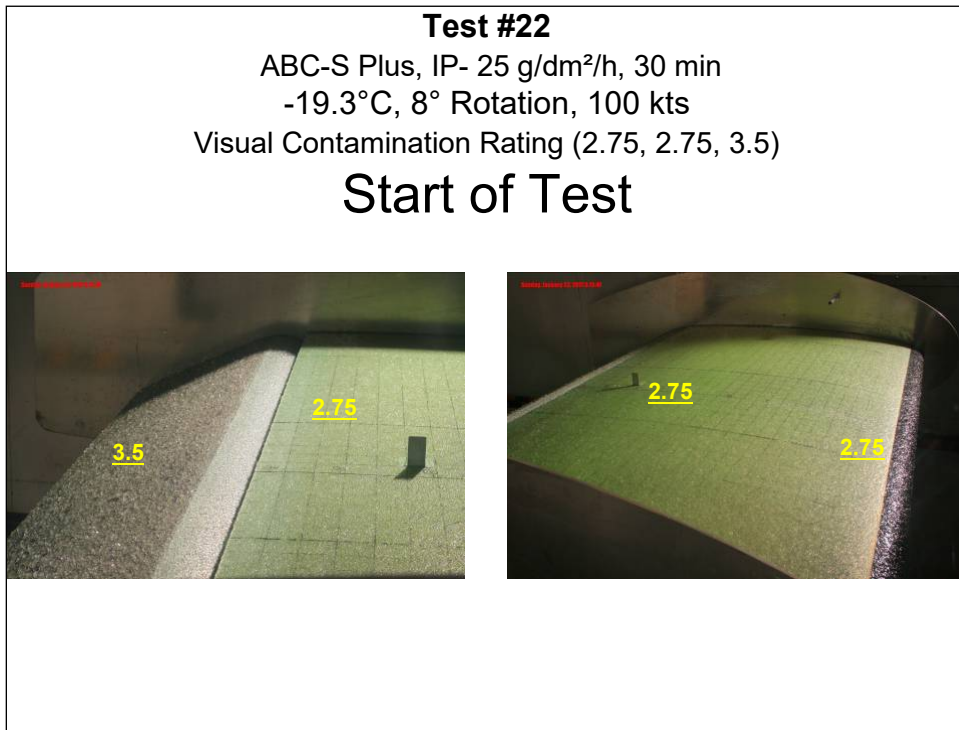 Test #22
ABC-S Plus, IP- 25 g/dm²/h, 30 min
-19.3°C, 8° Rotation, 100 kts
Visual Contamination Rating (2.75, 2.75, 3.5)
Start of Test
2.75
3.5
2.75
2.75